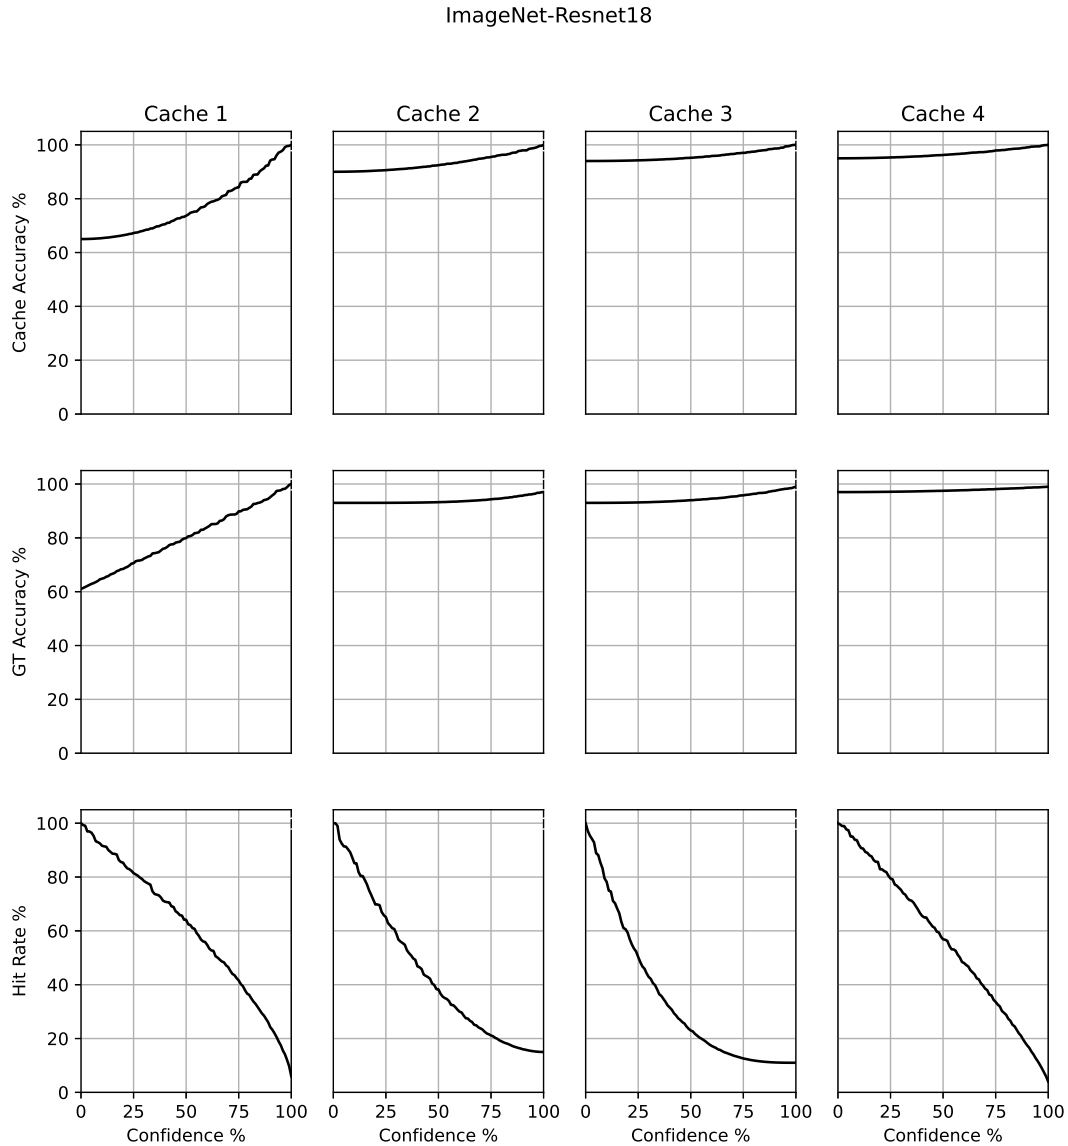 ImageNet-Resnet18
Cache 1 Cache 2 Cache 3 Cache 4
Cache Accuracy %
100
80
60
40
20
0
GT Accuracy %
100
80
60
40
20
0
Hit Rate %
100
80
60
40
20
0
0 25 50 75 100 0 25 50 75 100 0 25 50 75 100 0 25 50 75 100
Confidence % Confidence % Confidence % Confidence %